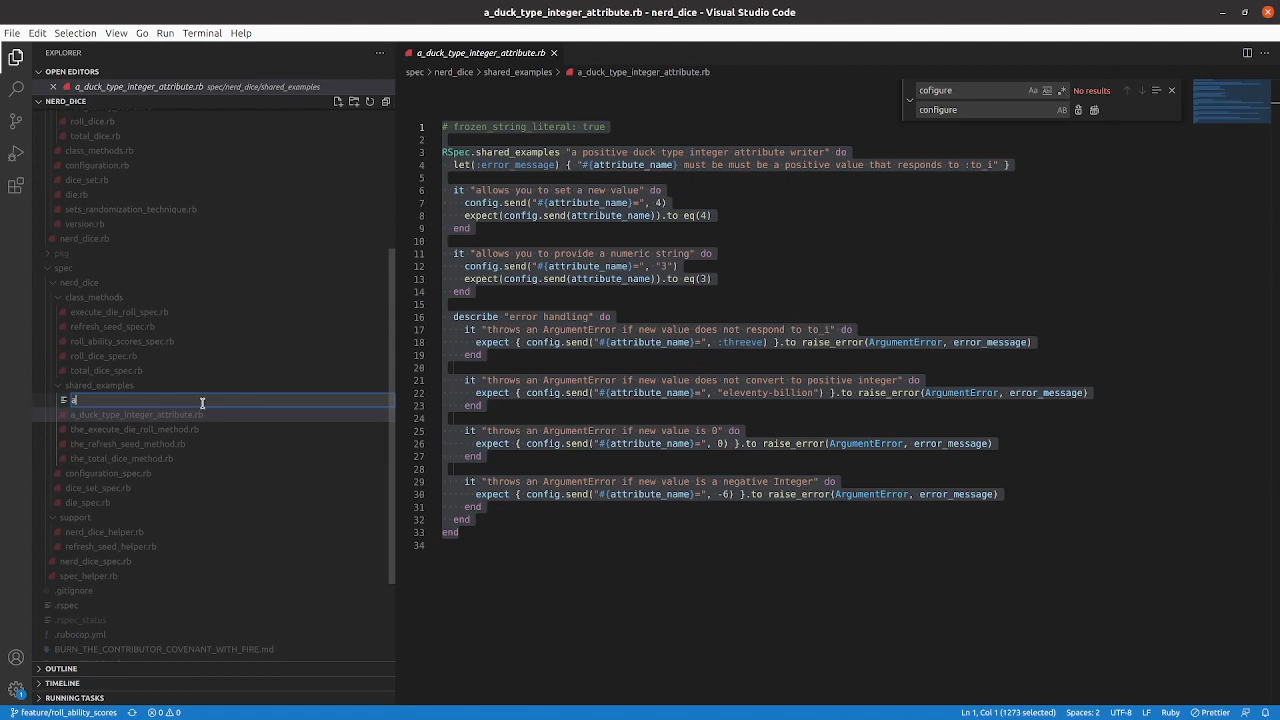 a_duck_type_integer_attribute.rb - nerd_dice - Visual Studio Code
File Edit Selection View Go Run Terminal Help
EXPLORER
OPEN EDITORS
a_duck_type_integer_attribute.rb spec/nerd_dice/shared_examples
NERD_DICE
roll_dice.rb
total_dice.rb
class_methods.rb
configuration.rb
dice_set.rb
die.rb
sets_randomization_technique.rb
version.rb
nerd_dice.rb
pkg
spec
nerd_dice
class_methods
execute_die_roll_spec.rb
refresh_seed_spec.rb
roll_ability_scores_spec.rb
roll_dice_spec.rb
total_dice_spec.rb
shared_examples
a
a_duck_type_integer_attribute.rb
the_execute_die_roll_method.rb
the_refresh_seed_method.rb
the_total_dice_method.rb
configuration_spec.rb
dice_set_spec.rb
die_spec.rb
support
nerd_dice_helper.rb
refresh_seed_helper.rb
nerd_dice_spec.rb
spec_helper.rb
.gitignore
.rspec
.rspec_status
.rubocop.yml
BURN_THE_CONTRIBUTOR_COVENANT_WITH_FIRE.md
OUTLINE
TIMELINE
RUNNING TASKS
a_duck_type_integer_attribute.rb
spec > nerd_dice > shared_examples > a_duck_type_integer_attribute.rb
cofigure Aa Ab .* No results
configure AB
1 # frozen_string_literal: true
2
3 RSpec.shared_examples "a positive duck type integer attribute writer" do
4 let(:error_message) { "#{attribute_name} must be must be a positive value that responds to :to_i" }
5
6 it "allows you to set a new value" do
7 config.send("#{attribute_name}=", 4)
8 expect(config.send(attribute_name)).to eq(4)
9 end
10
11 it "allows you to provide a numeric string" do
12 config.send("#{attribute_name}=", "3")
13 expect(config.send(attribute_name)).to eq(3)
14 end
15
16 describe "error handling" do
17 it "throws an ArgumentError if new value does not respond to to_i" do
18 expect { config.send("#{attribute_name}=", :threeve) }.to raise_error(ArgumentError, error_message)
19 end
20
21 it "throws an ArgumentError if new value does not convert to positive integer" do
22 expect { config.send("#{attribute_name}=", "eleventy-billion") }.to raise_error(ArgumentError, error_message)
23 end
24
25 it "throws an ArgumentError if new value is 0" do
26 expect { config.send("#{attribute_name}=", 0) }.to raise_error(ArgumentError, error_message)
27 end
28
29 it "throws an ArgumentError if new value is a negative Integer" do
30 expect { config.send("#{attribute_name}=", -6) }.to raise_error(ArgumentError, error_message)
31 end
32 end
33 end
34
1
feature/roll_ability_scores 0 0 Ln 1, Col 1 (1273 selected) Spaces: 2 UTF-8 LF Ruby Prettier